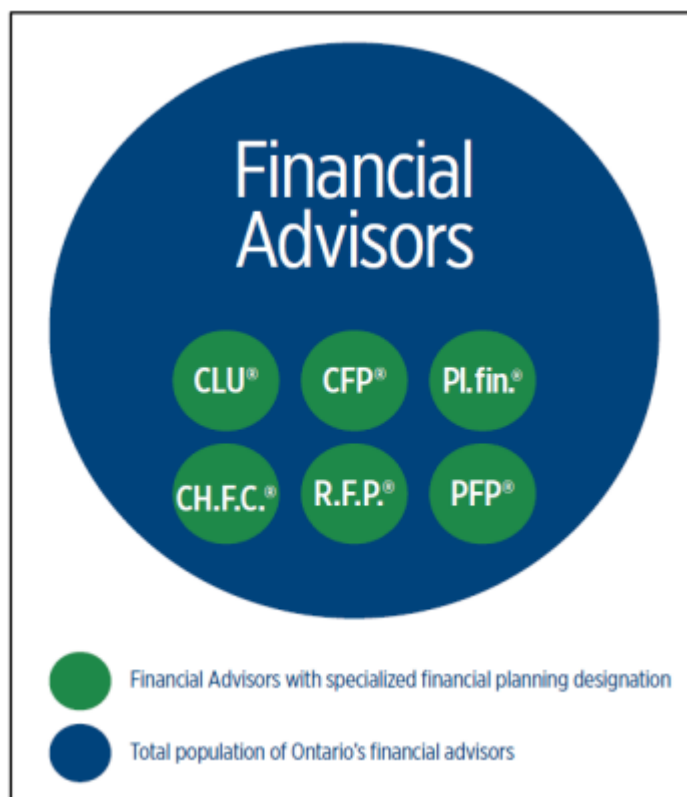 Financial
Advisors
CLU®
CFP®
Pl.fin.®
CH.F.C.®
R.F.P.®
PFP®
Financial Advisors with specialized financial planning designation
Total population of Ontario's financial advisors